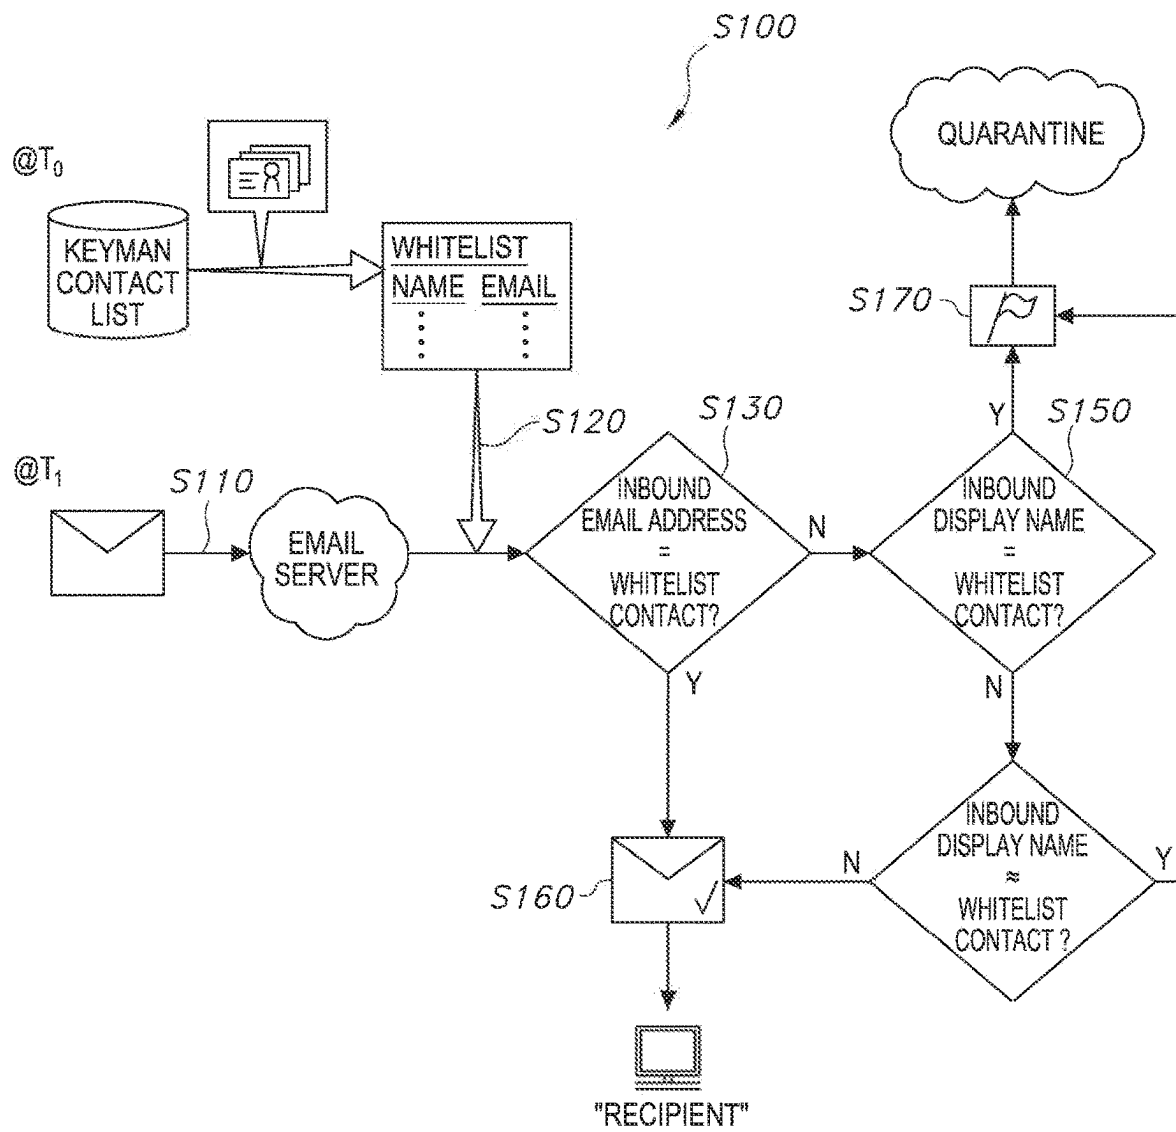 S100
QUARANTINE
@T₀
KEYMAN
CONTACT
LIST
WHITELIST
NAME EMAIL
S170
S120
S130
Y
S150
@T₁
S110
EMAIL
SERVER
INBOUND
EMAIL ADDRESS
=
WHITELIST
CONTACT?
N
INBOUND
DISPLAY NAME
=
WHITELIST
CONTACT?
Y
N
INBOUND
DISPLAY NAME
≈
WHITELIST
CONTACT ?
N
Y
S160
"RECIPIENT"